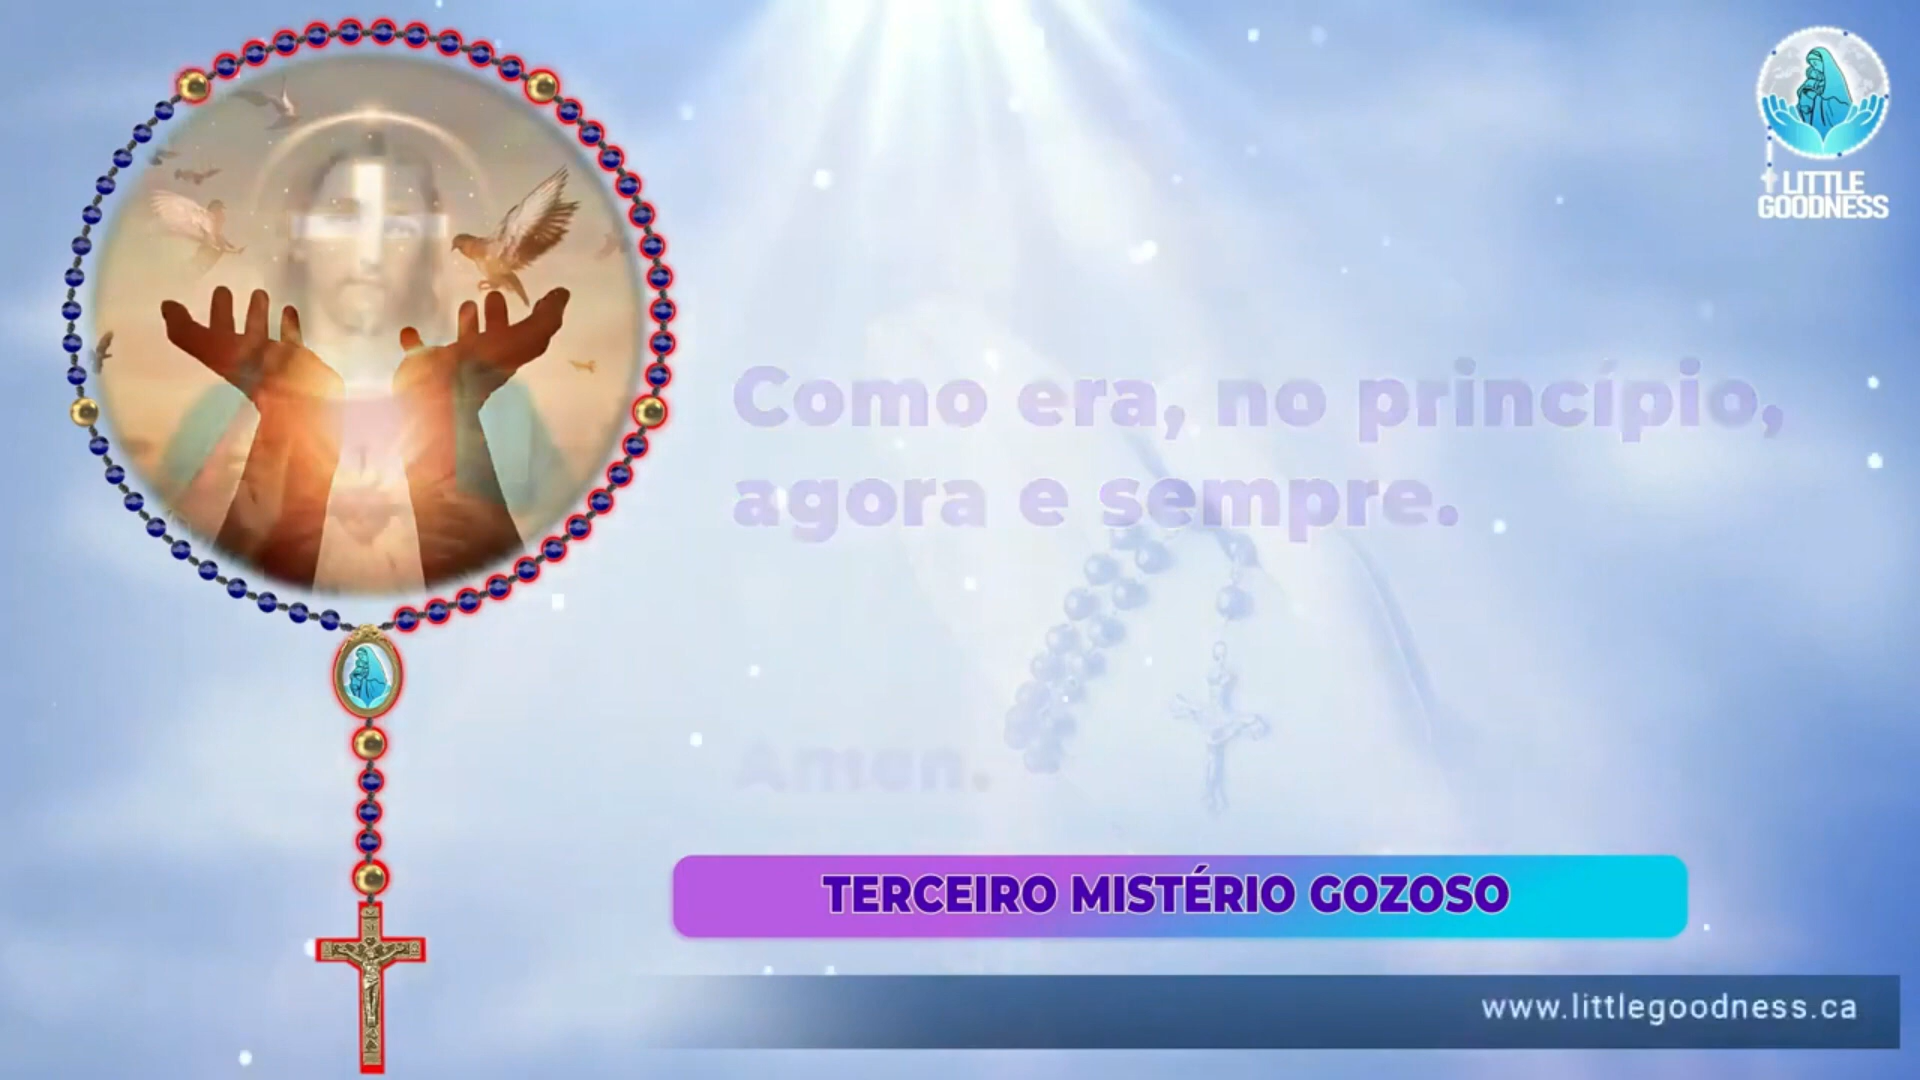 LITTLE
GOODNESS
Como era, no princípio,
agora e sempre.
Amen.
TERCEIRO MISTÉRIO GOZOSO
www.littlegoodness.ca